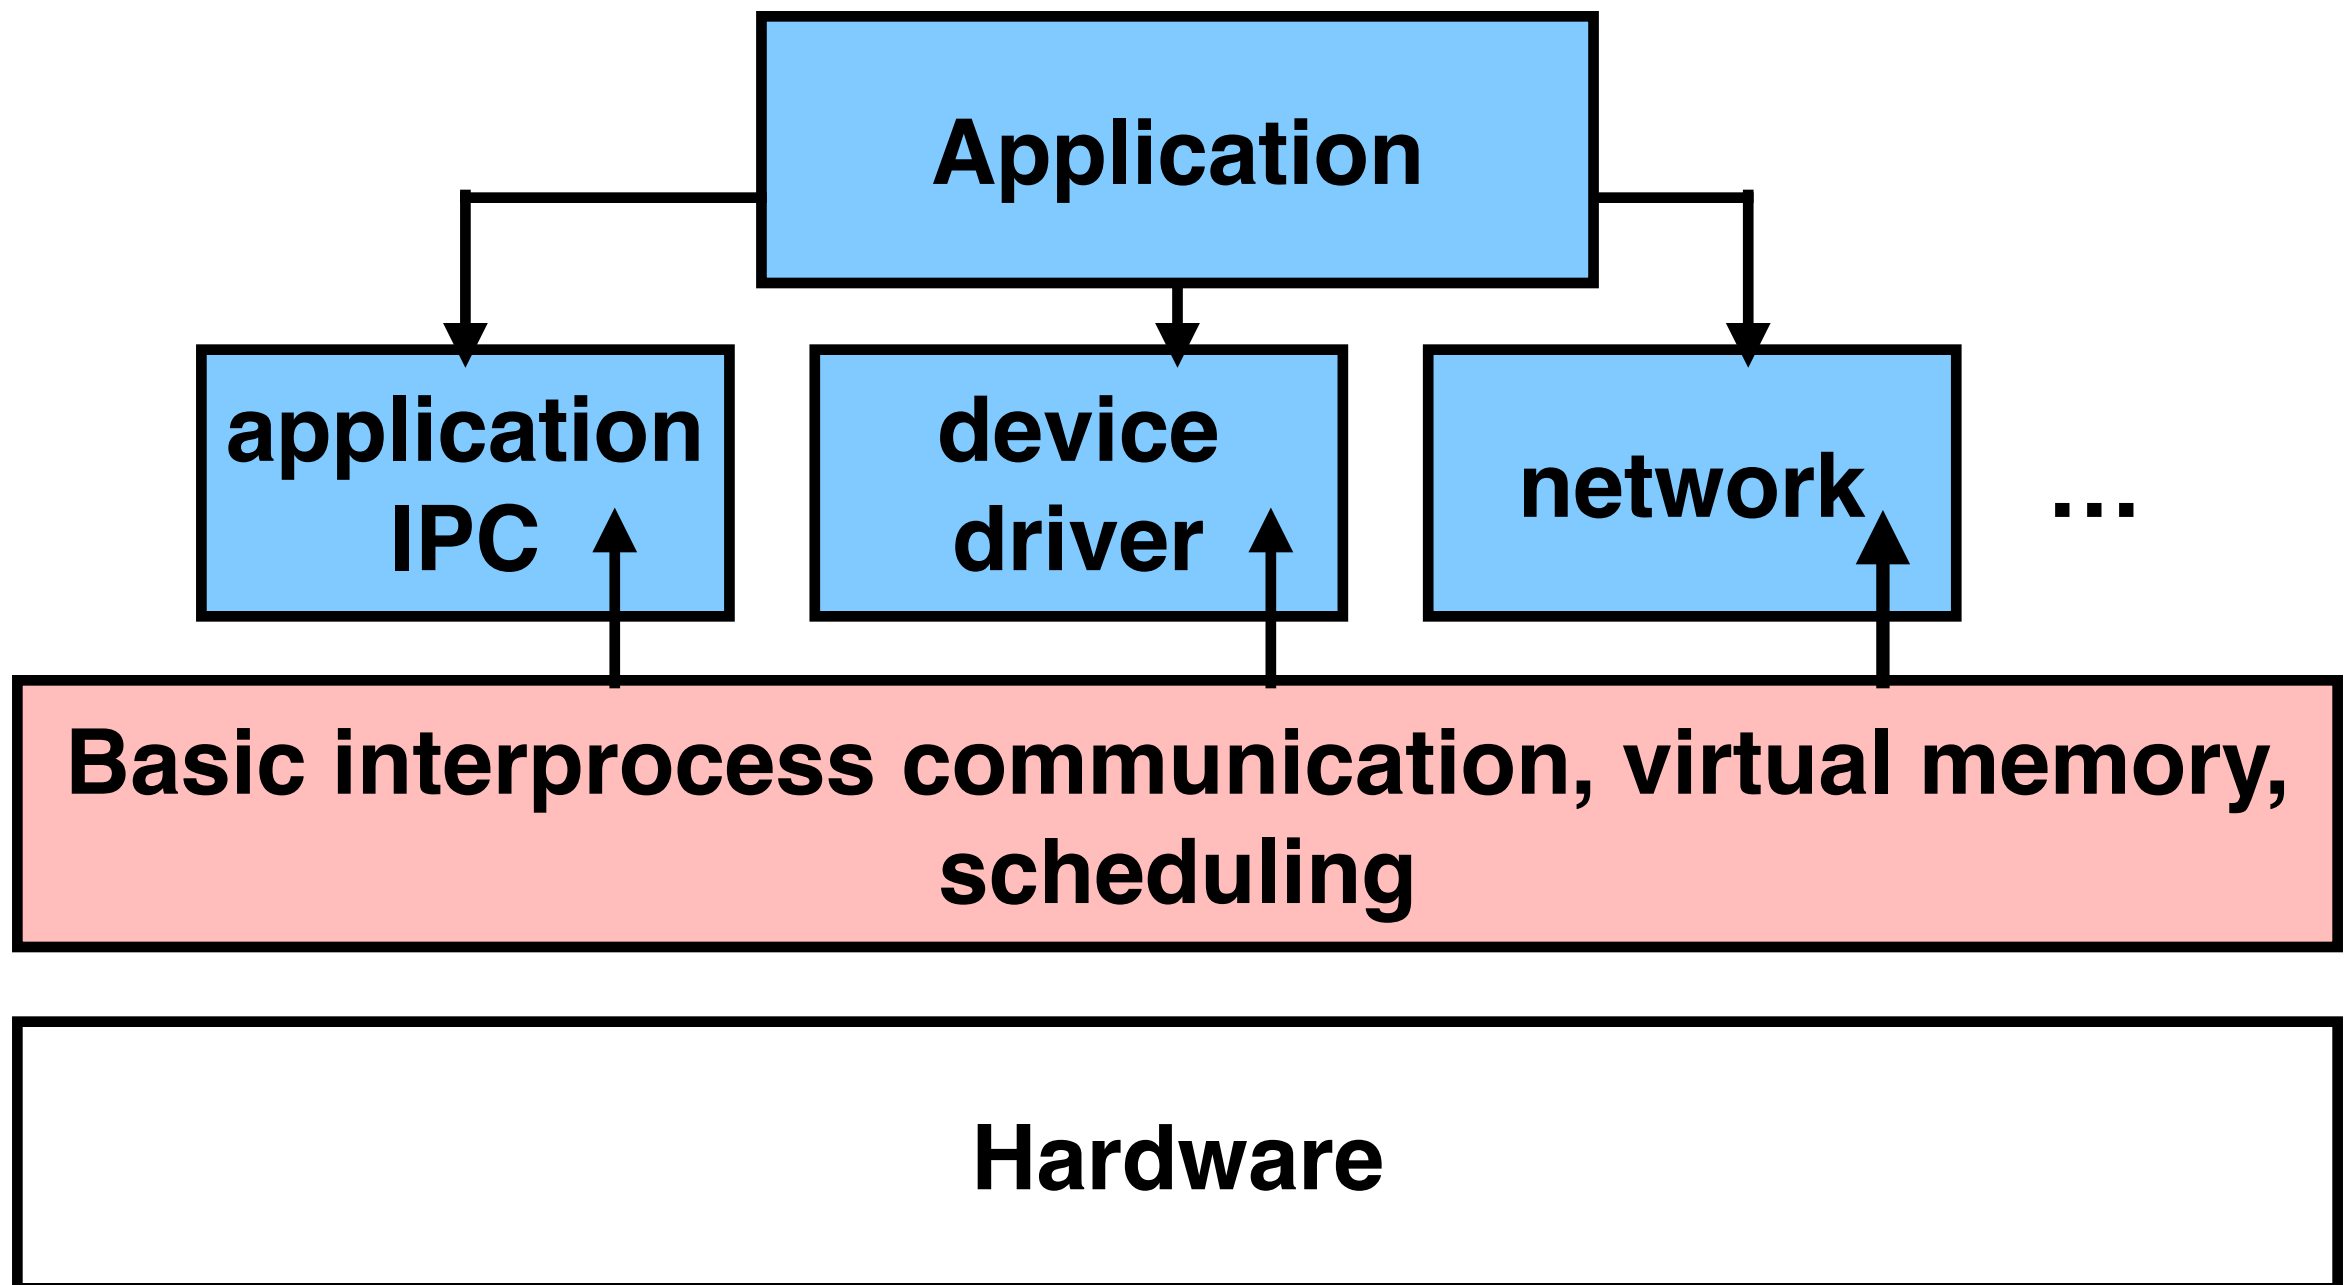 Application
application
IPC
device
driver
network
...
Basic interprocess communication, virtual memory,
scheduling
Hardware